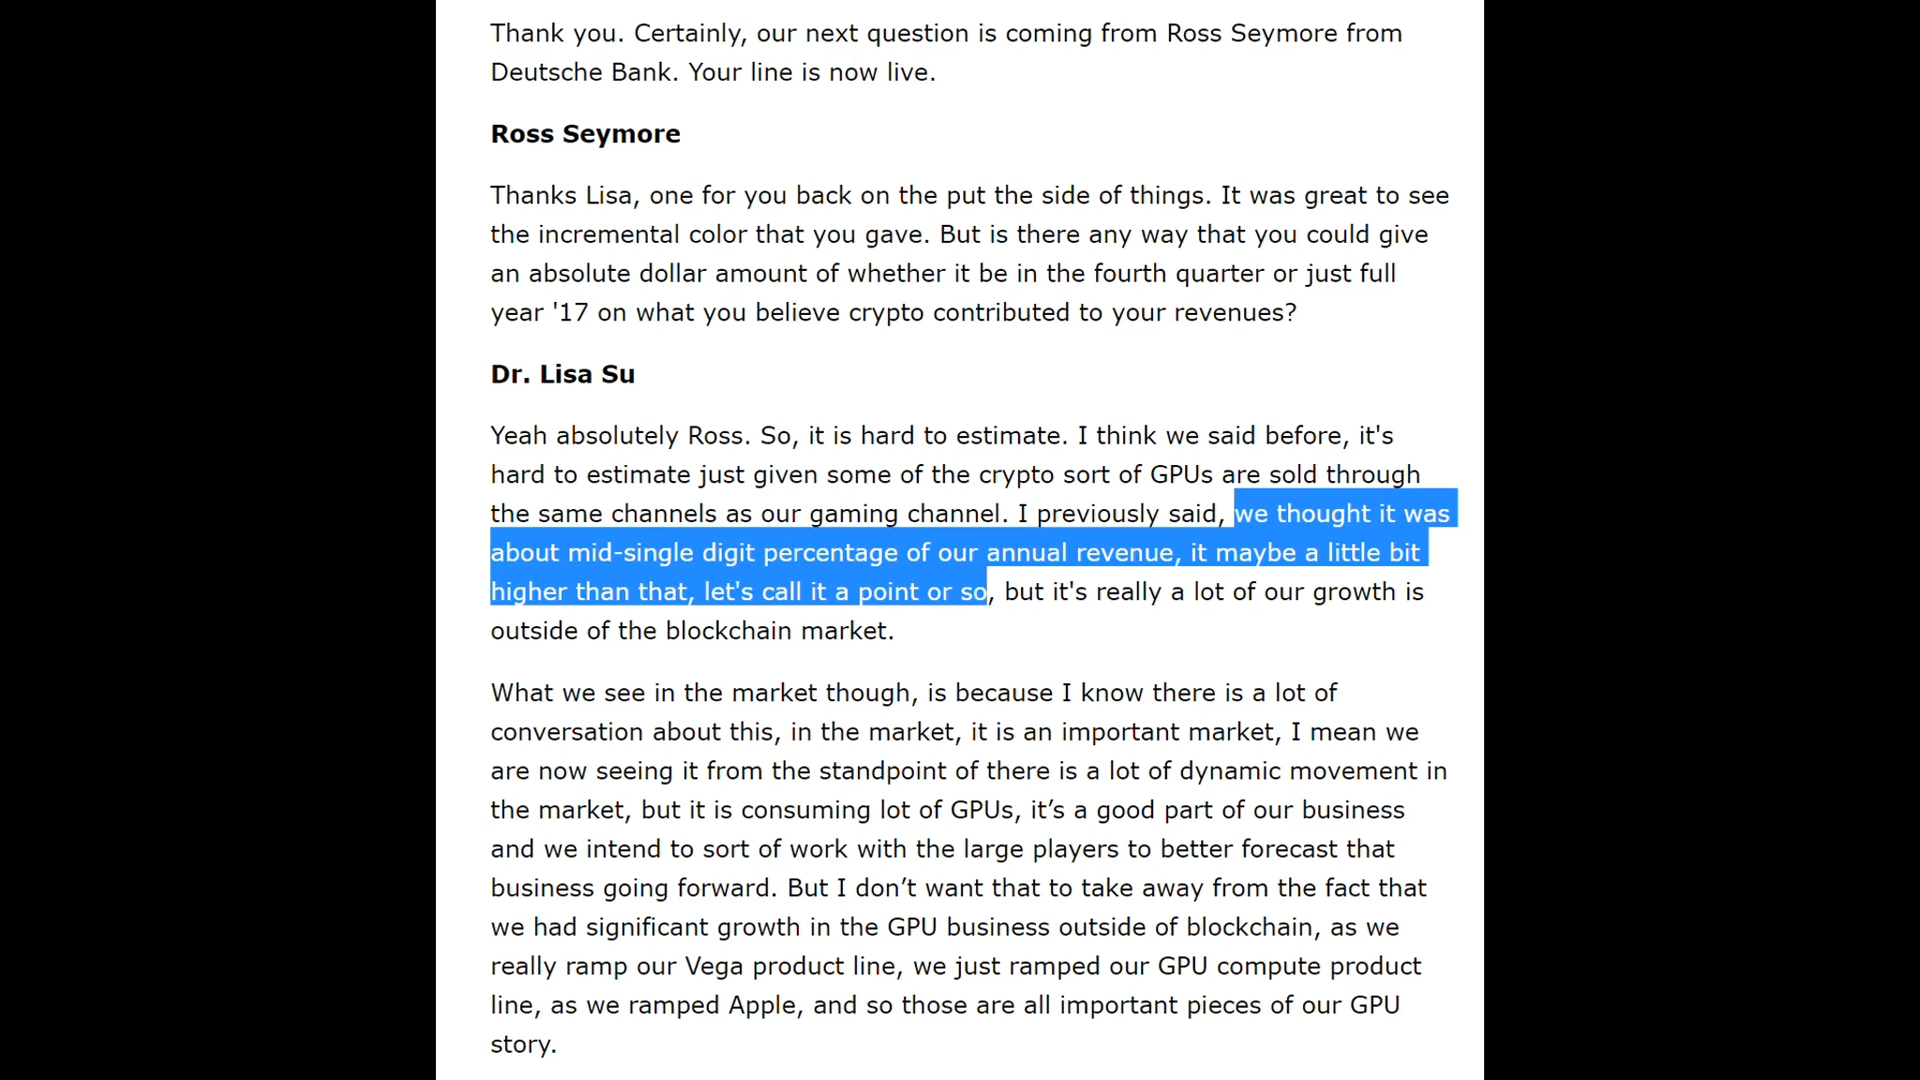 Thank you. Certainly, our next question is coming from Ross Seymore from
Deutsche Bank. Your line is now live.
Ross Seymore
Thanks Lisa, one for you back on the put the side of things. It was great to see
the incremental color that you gave. But is there any way that you could give
an absolute dollar amount of whether it be in the fourth quarter or just full
year '17 on what you believe crypto contributed to your revenues?
Dr. Lisa Su
Yeah absolutely Ross. So, it is hard to estimate. I think we said before, it's
hard to estimate just given some of the crypto sort of GPUs are sold through
the same channels as our gaming channel. I previously said, we thought it was
about mid-single digit percentage of our annual revenue, it maybe a little bit
higher than that, let's call it a point or so, but it's really a lot of our growth is
outside of the blockchain market.
What we see in the market though, is because I know there is a lot of
conversation about this, in the market, it is an important market, I mean we
are now seeing it from the standpoint of there is a lot of dynamic movement in
the market, but it is consuming lot of GPUs, it’s a good part of our business
and we intend to sort of work with the large players to better forecast that
business going forward. But I don’t want that to take away from the fact that
we had significant growth in the GPU business outside of blockchain, as we
really ramp our Vega product line, we just ramped our GPU compute product
line, as we ramped Apple, and so those are all important pieces of our GPU
story.